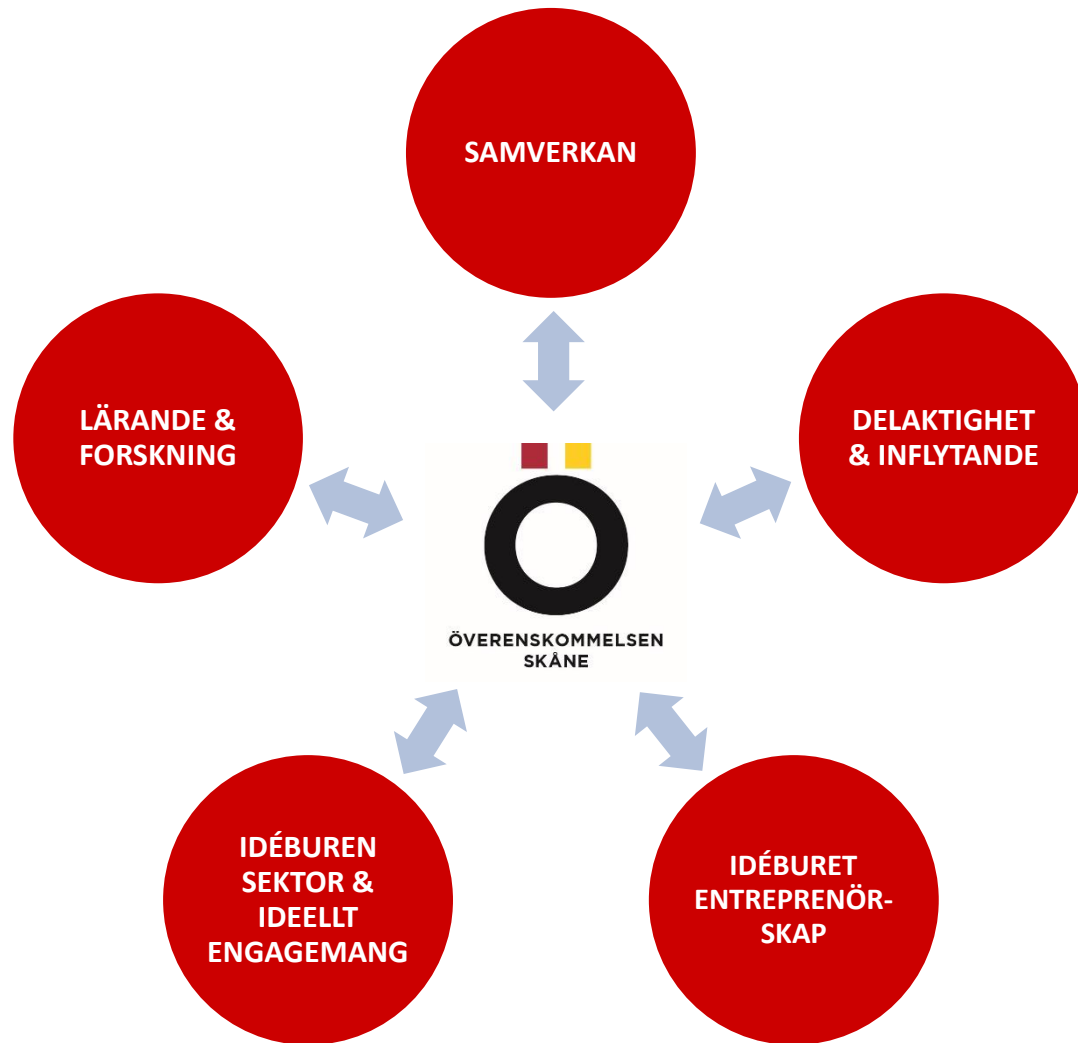 SAMVERKAN
LÄRANDE &
FORSKNING
DELAKTIGHET
& INFLYTANDE
ÖVERENSKOMMELSEN
SKÅNE
IDÉBUREN
SEKTOR &
IDEELLT
ENGAGEMANG
IDÉBURET
ENTREPRENÖR-
SKAP